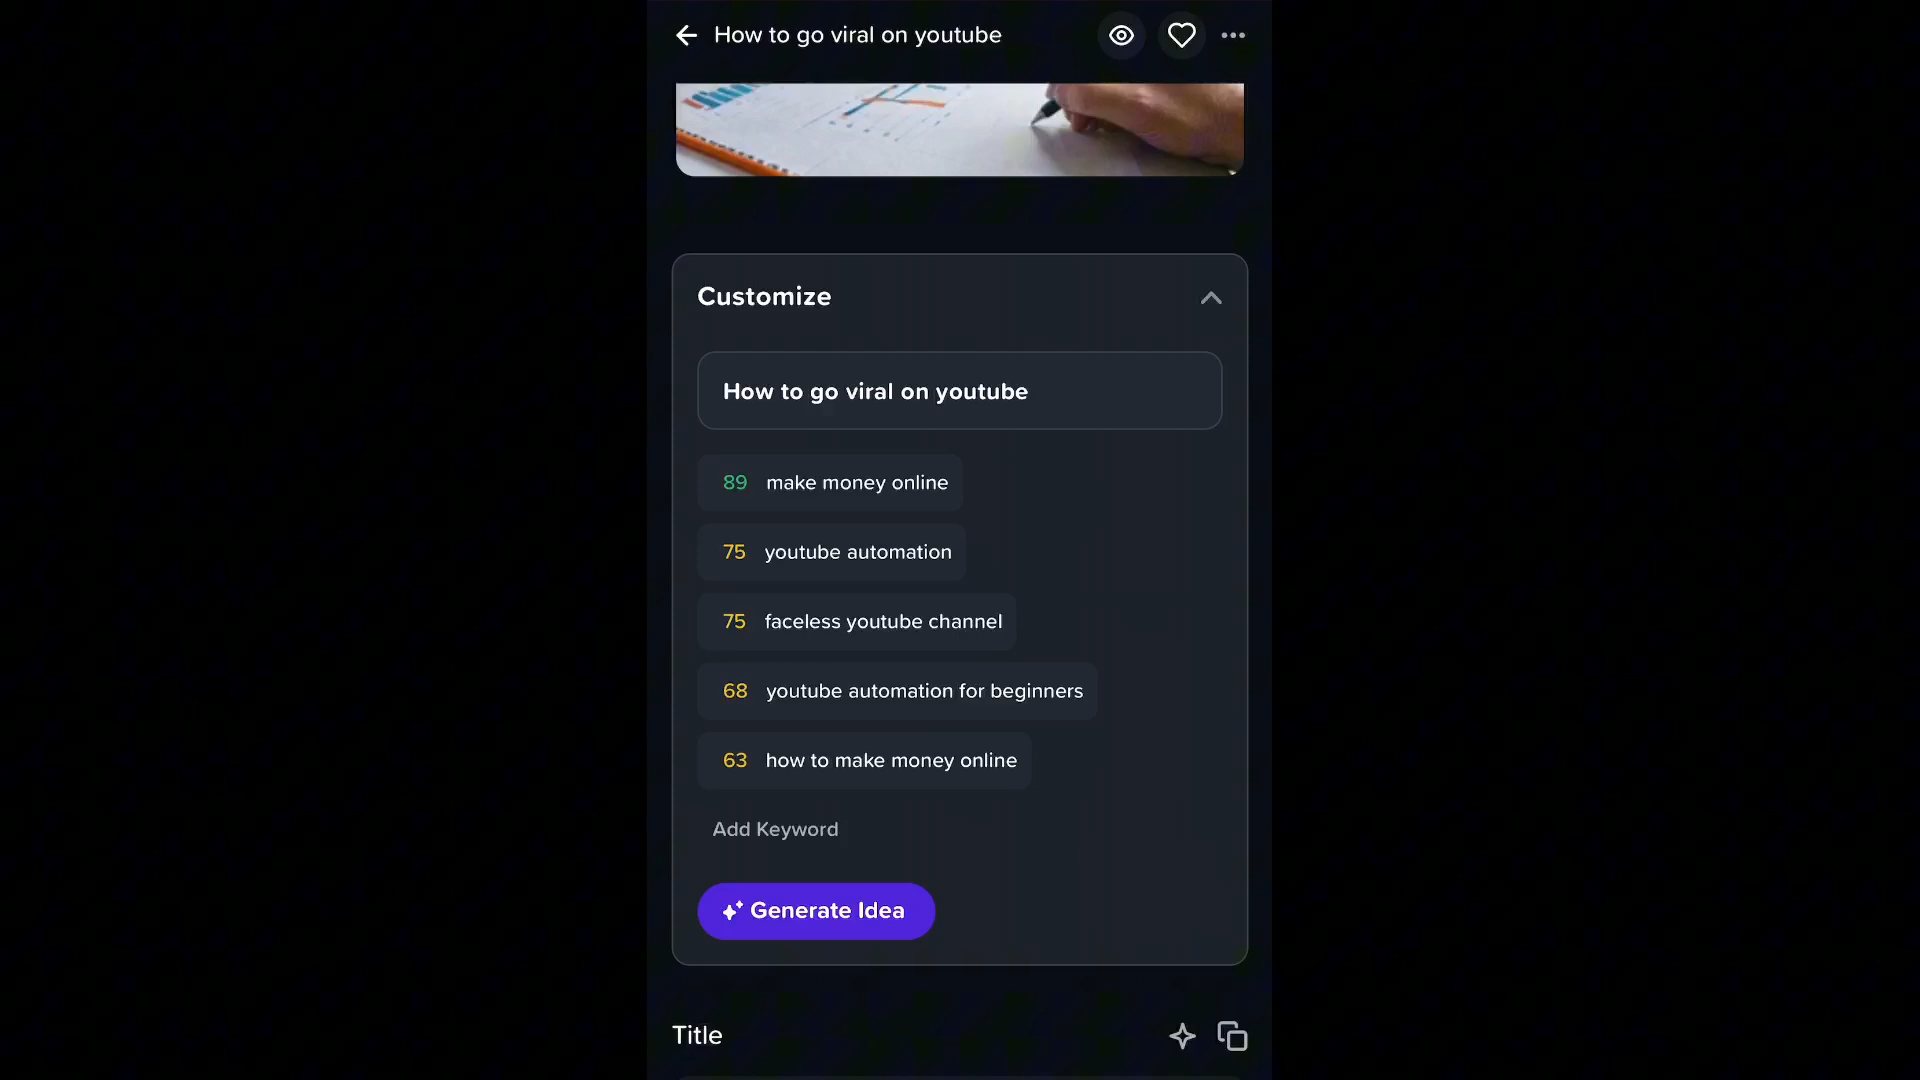 How to go viral on youtube
Customize
How to go viral on youtube
89 make money online
75 youtube automation
75 faceless youtube channel
68 youtube automation for beginners
63 how to make money online
Add Keyword
Generate Idea
Title